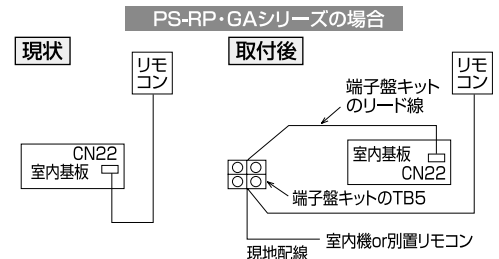 PS-RP・GAシリーズの場合
現状
リモ
コン
CN22
室内基板
取付後
リモ
コン
端子盤キット
のリード線
室内基板
CN22
端子盤キットのTB5
室内機or別置リモコン
現地配線